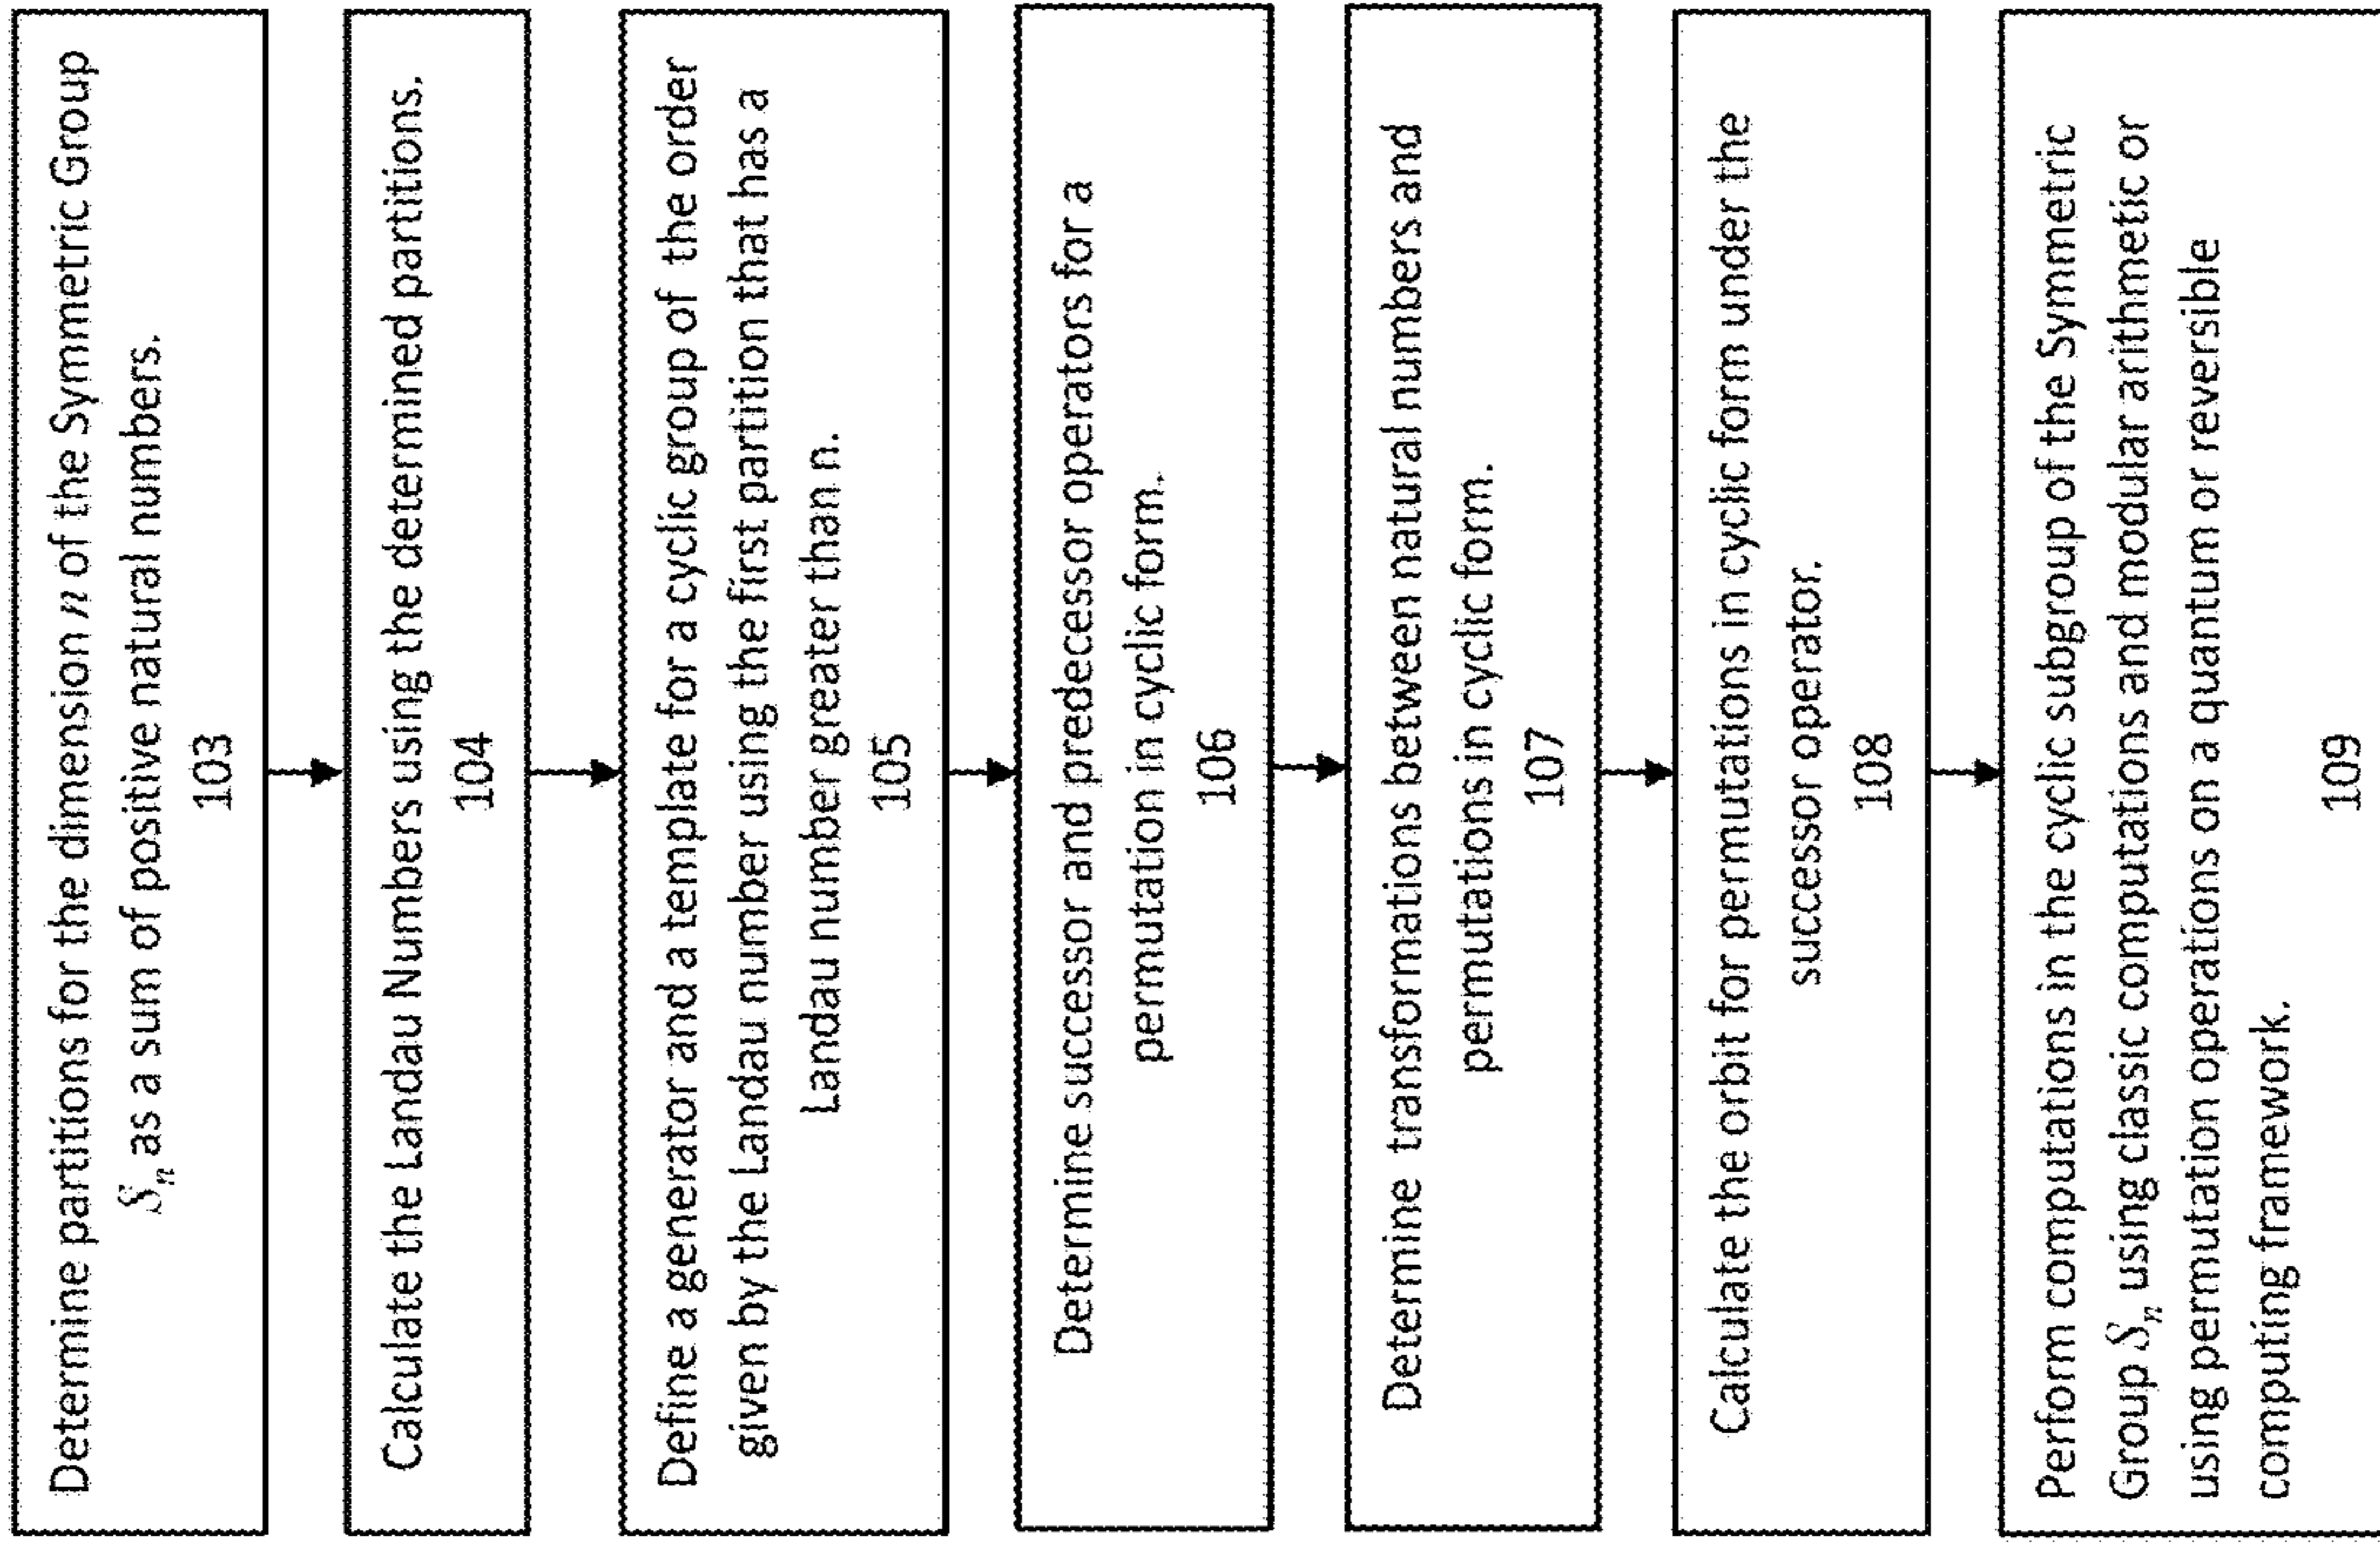 Determine partitions for the dimension n of the Symmetric Group
Sn as a sum of positive natural numbers.
103
Calculate the Landau Numbers using the determined partitions.
104
Define a generator and a template for a cyclic group of the order
given by the Landau number using the first partition that has a
Landau number greater than n.
105
Determine successor and predecessor operators for a
permutation in cyclic form.
106
Determine transformations between natural numbers and
permutations in cyclic form.
107
Calculate the orbit for permutations in cyclic form under the
successor operator.
108
Perform computations in the cyclic subgroup of the Symmetric
Group Sn using classic computations and modular arithmetic or
using permutation operations on a quantum or reversible
computing framework.
109